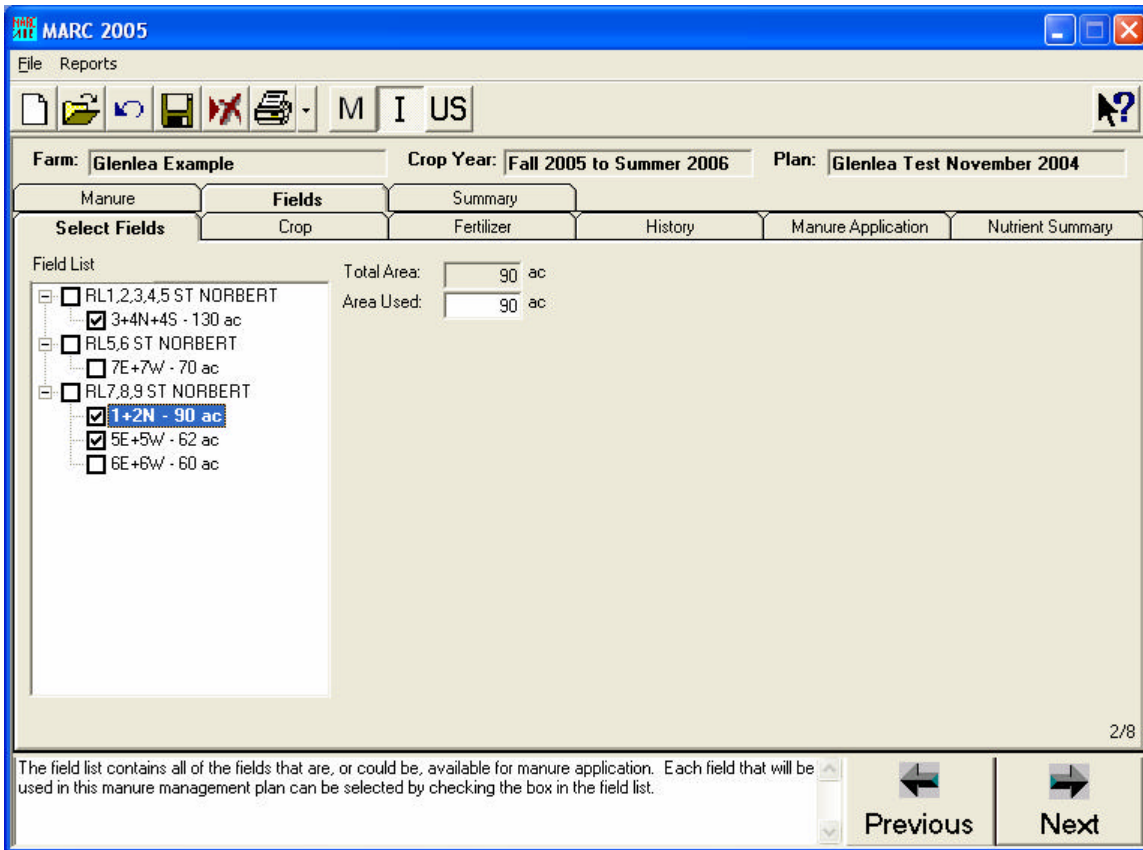 MARC 2005
File Reports
M I US
Farm: Glenlea Example Crop Year: Fall 2005 to Summer 2006 Plan: Glenlea Test November 2004
Manure Fields Summary
Select Fields Crop Fertilizer History Manure Application Nutrient Summary
Field List
Total Area: 90 ac
Area Used: 90 ac
RL1,2,3,4,5 ST NORBERT
3+4N+4S - 130 ac
RL5,6 ST NORBERT
7E+7W - 70 ac
RL7,8,9 ST NORBERT
1+2N - 90 ac
5E+5W - 62 ac
6E+6W - 60 ac
2/8
The field list contains all of the fields that are, or could be, available for manure application. Each field that will be
used in this manure management plan can be selected by checking the box in the field list.
Previous Next